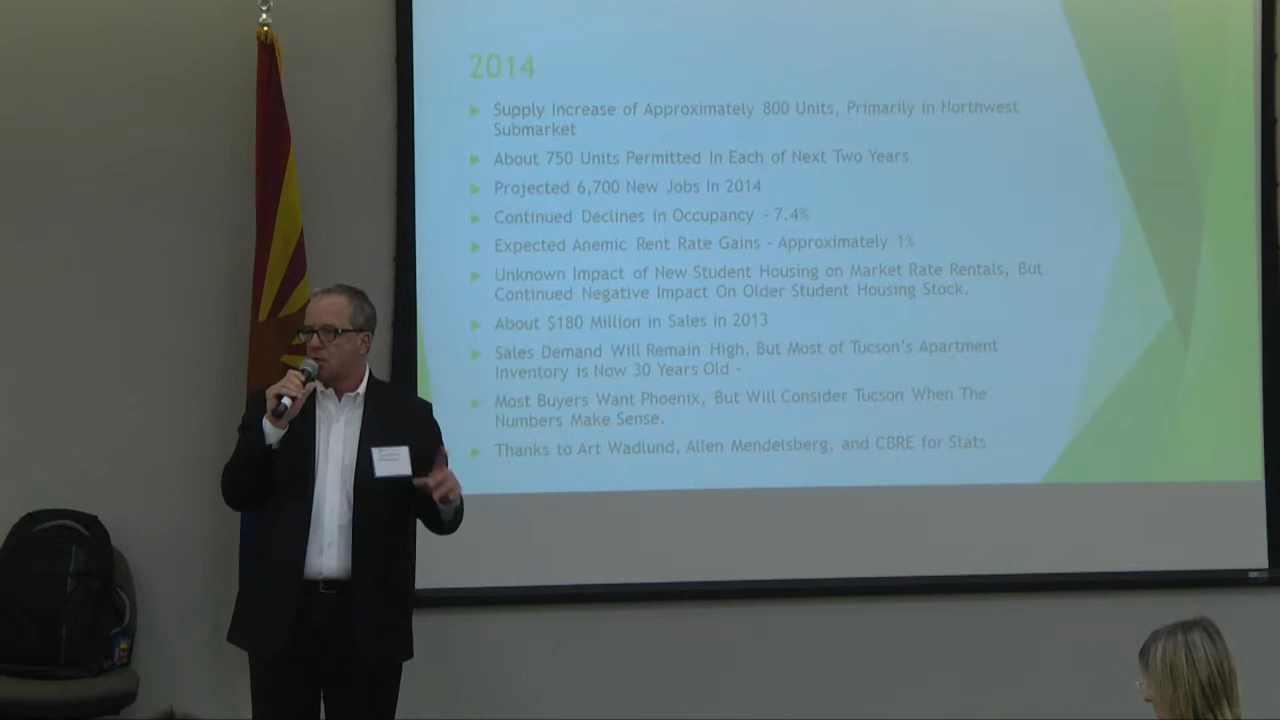 2014
Supply Increase of Approximately 800 Units, Primarily in Northwest
Submarket
About 750 Units Permitted In Each of Next Two Years
Projected 6,700 New Jobs In 2014
Continued Declines in Occupancy - 7.4%
Expected Anemic Rent Rate Gains - Approximately 1%
Unknown Impact of New Student Housing on Market Rate Rentals, But
Continued Negative Impact On Older Student Housing Stock.
About $180 Million in Sales in 2013
Sales Demand Will Remain High, But Most of Tucson's Apartment
Inventory is Now 30 Years Old -
Most Buyers Want Phoenix, But Will Consider Tucson When The
Numbers Make Sense.
Thanks to Art Wadlund, Allen Mendelsberg, and CBRE for Stats